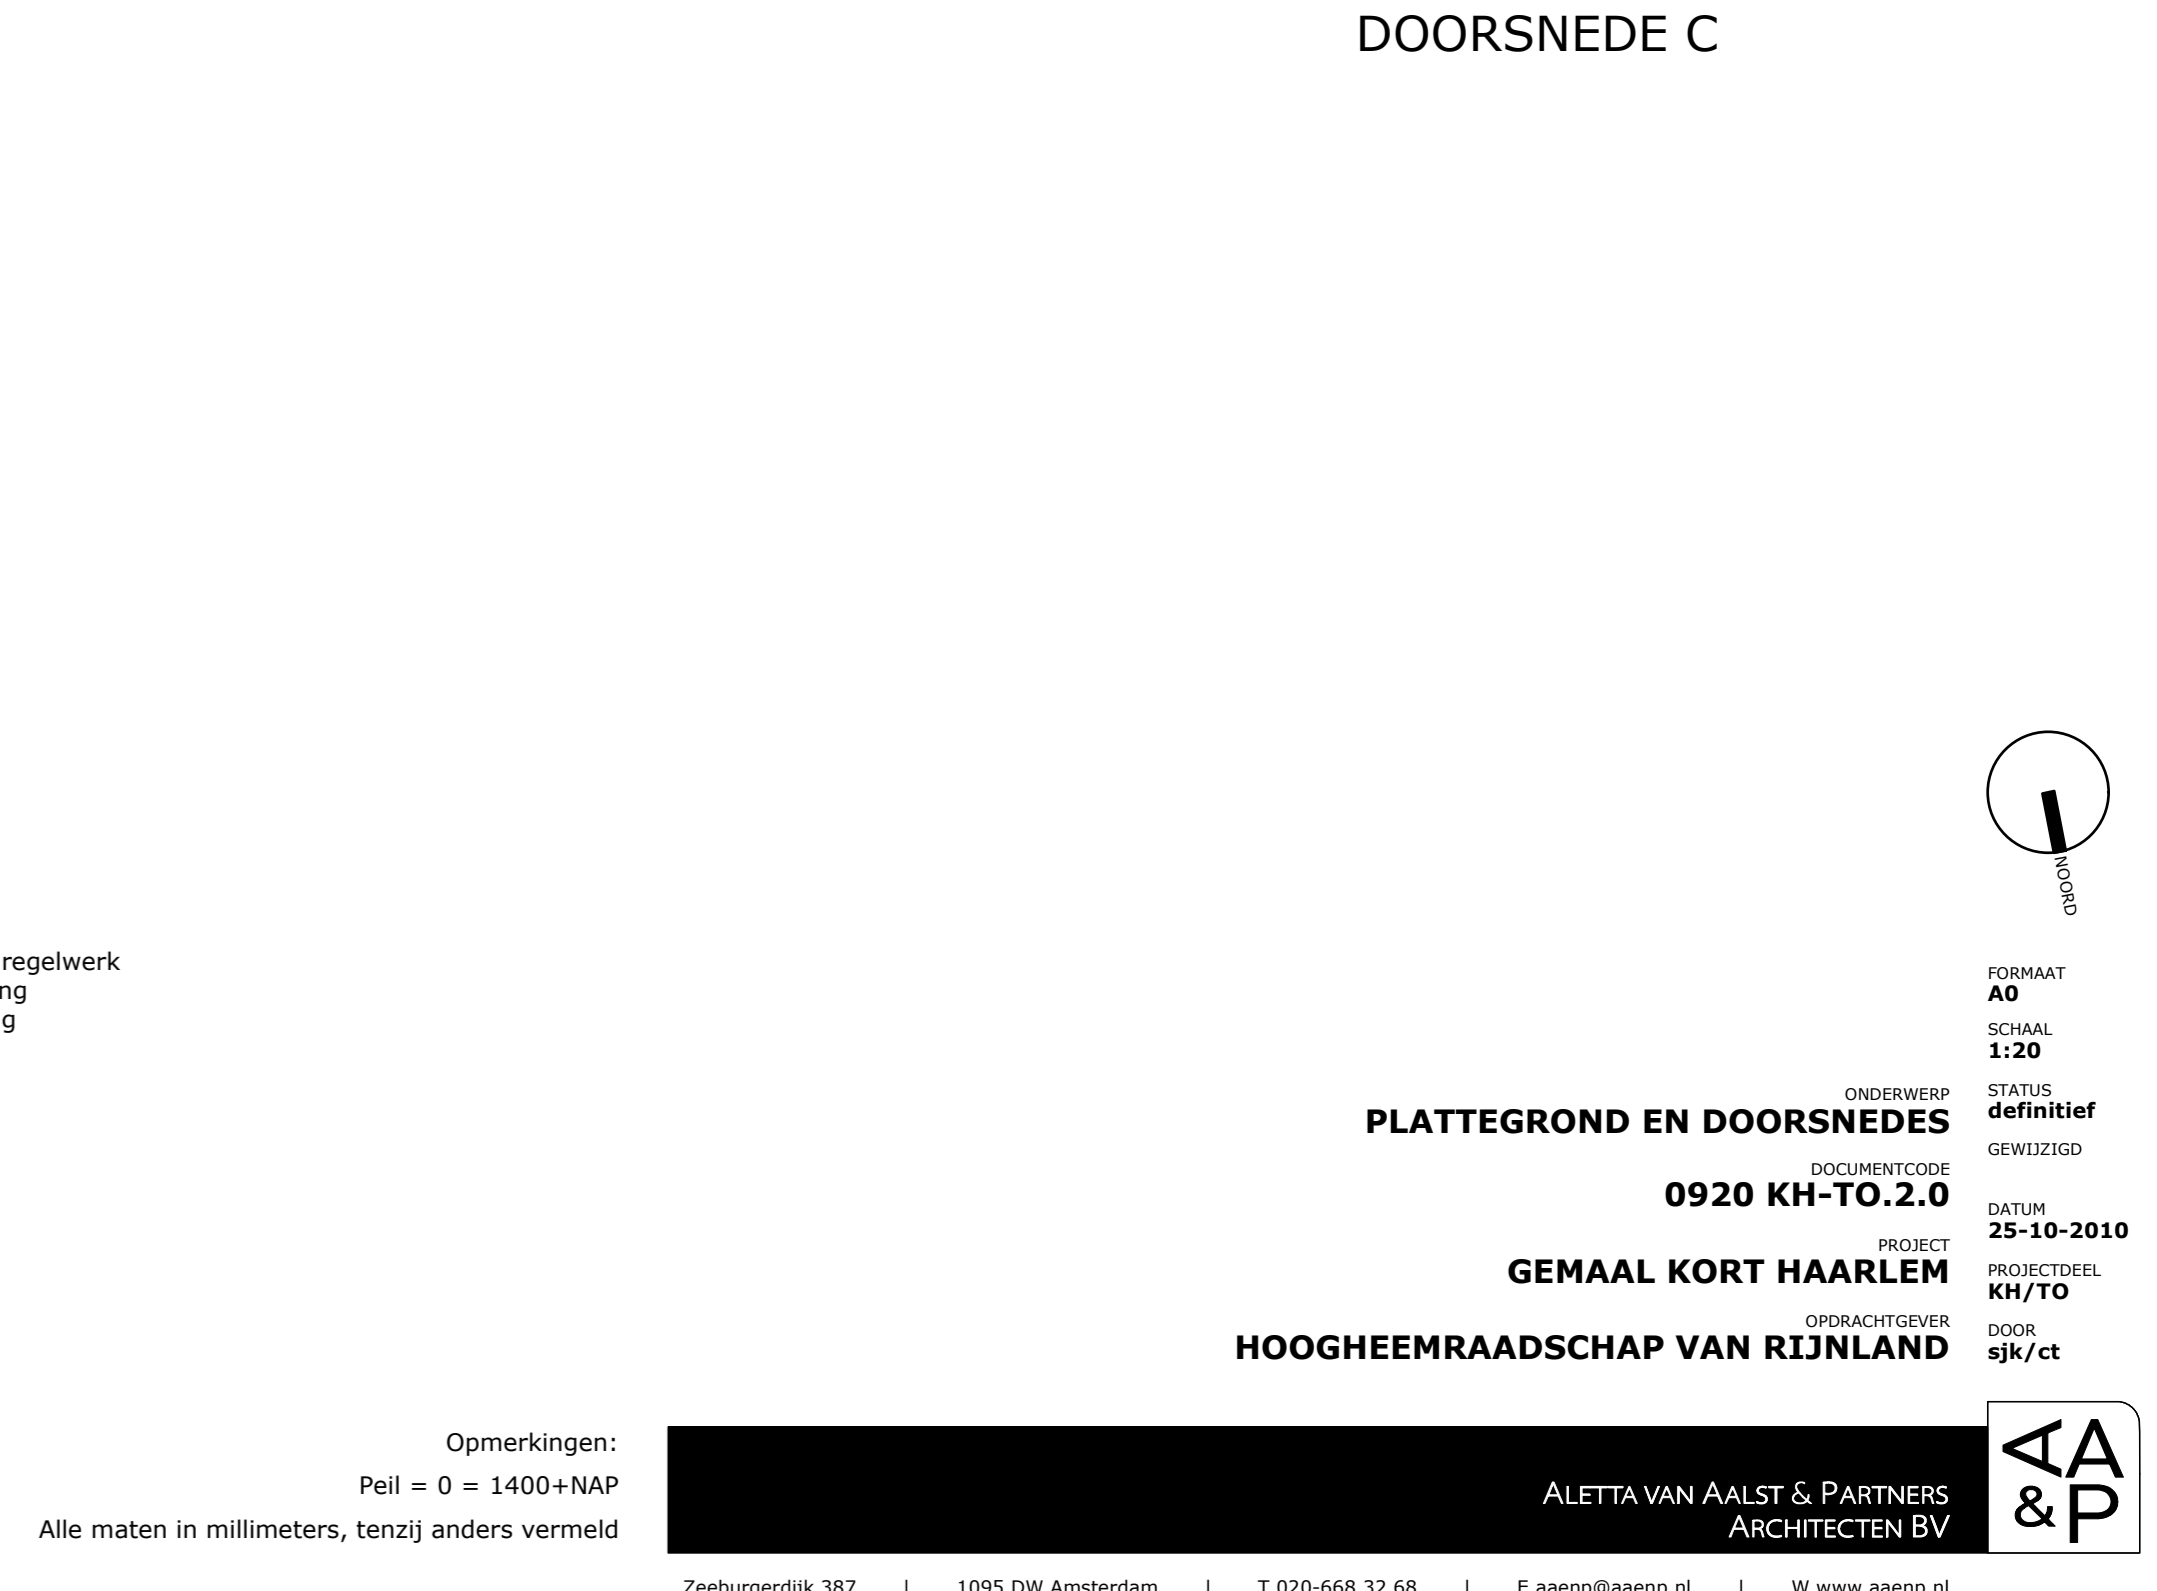 DOORSNEDE C
NOORD
regelwerk
ng
g
FORMAAT
A0
SCHAAL
1:20
STATUS
definitief
GEWIJZIGD
DATUM
25-10-2010
PROJECTDEEL
KH/TO
DOOR
sjk/ct
ONDERWERP
PLATTEGROND EN DOORSNEDES
DOCUMENTCODE
0920 KH-TO.2.0
PROJECT
GEMAAL KORT HAARLEM
OPDRACHTGEVER
HOOGHEEMRAADSCHAP VAN RIJNLAND
Opmerkingen:
Peil = 0 = 1400+NAP
Alle maten in millimeters, tenzij anders vermeld
ALETTA VAN AALST & PARTNERS
ARCHITECTEN BV
AA
&P
Zeeburgerdijk 387 | 1095 DW Amsterdam | T 020-668 32 68 | E aaenp@aaenp.nl | W www.aaenp.nl